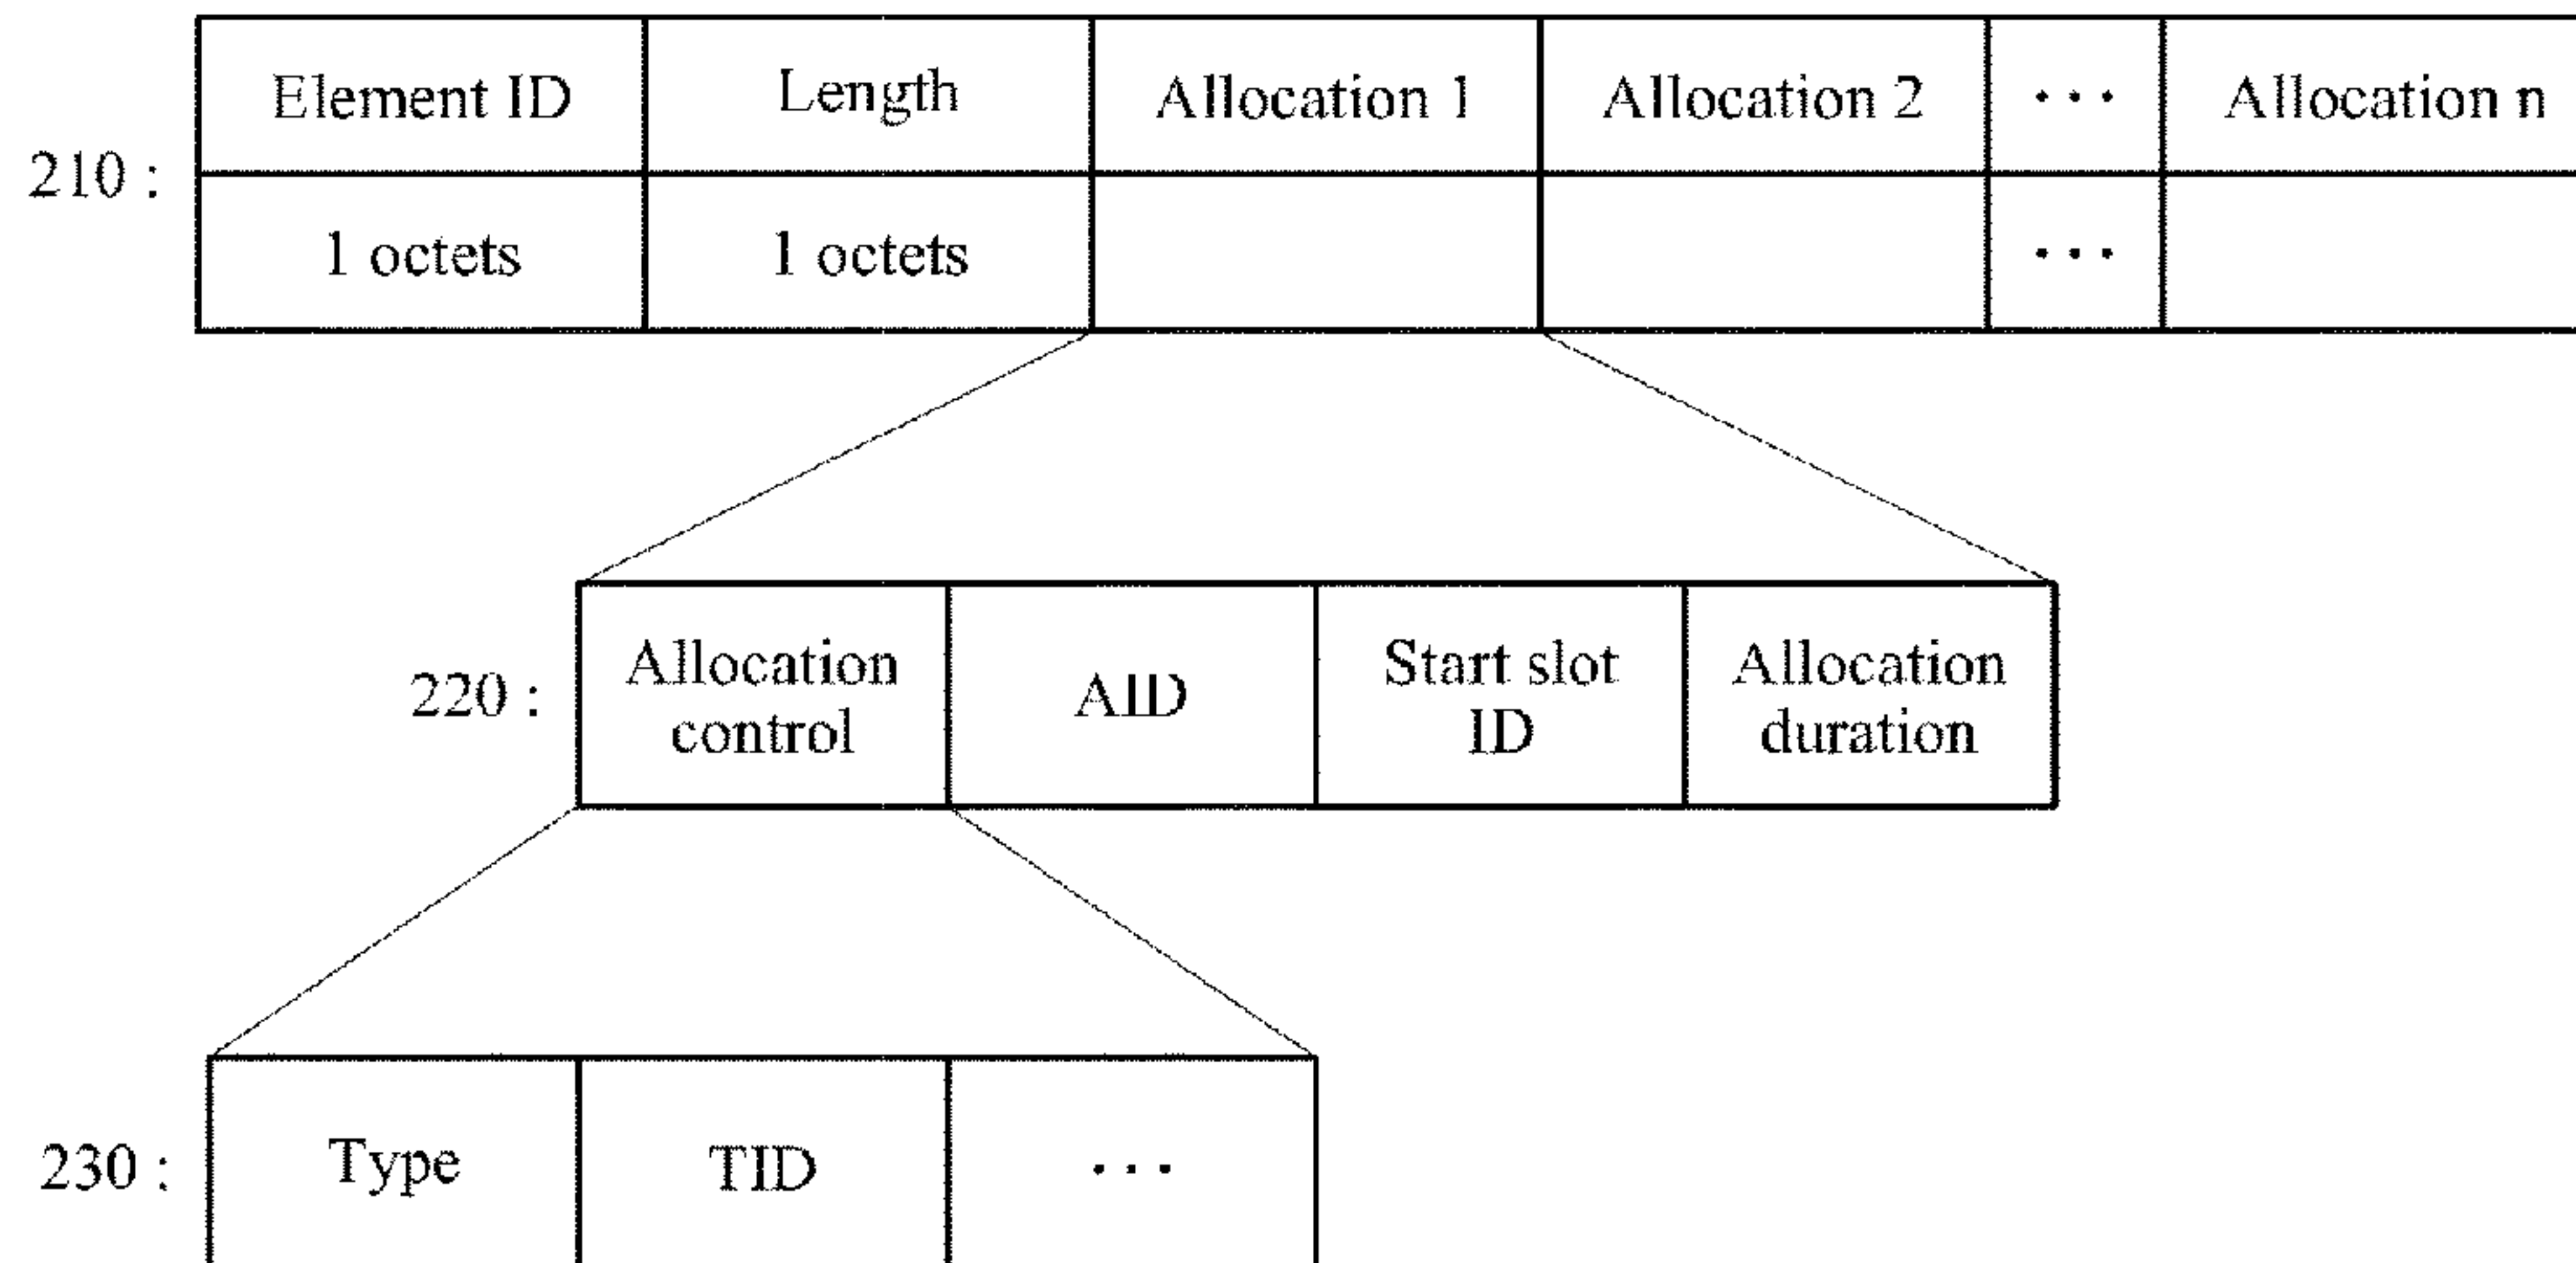 Element ID Length Allocation 1 Allocation 2 ... Allocation n
210 :
1 octets 1 octets ...
220 : Allocation control AID Start slot ID Allocation duration
230 : Type TID ...